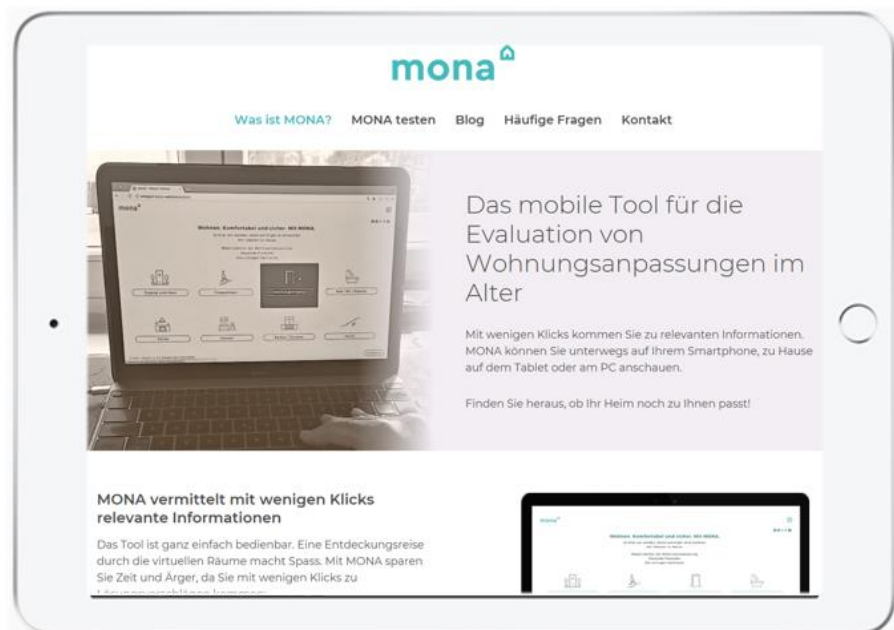 mona
Was ist MONA? MONA testen Blog Häufige Fragen Kontakt
mona
Wohnen. Komfortabel und sicher. Mit MONA.
Das mobile Tool für die
Evaluation von
Wohnungsanpassungen im
Alter
Mit wenigen Klicks kommen Sie zu relevanten Informationen.
MONA können Sie unterwegs auf Ihrem Smartphone, zu Hause
auf dem Tablet oder am PC anschauen.
Finden Sie heraus, ob Ihr Heim noch zu Ihnen passt!
MONA vermittelt mit wenigen Klicks
relevante Informationen
Das Tool ist ganz einfach bedienbar. Eine Entdeckungsreise
durch die virtuellen Räume macht Spass. Mit MONA sparen
Sie Zeit und Ärger, da Sie mit wenigen Klicks zu
Lösungsvorschlägen kommen:
mona
Wohnen. Komfortabel und sicher. Mit MONA.